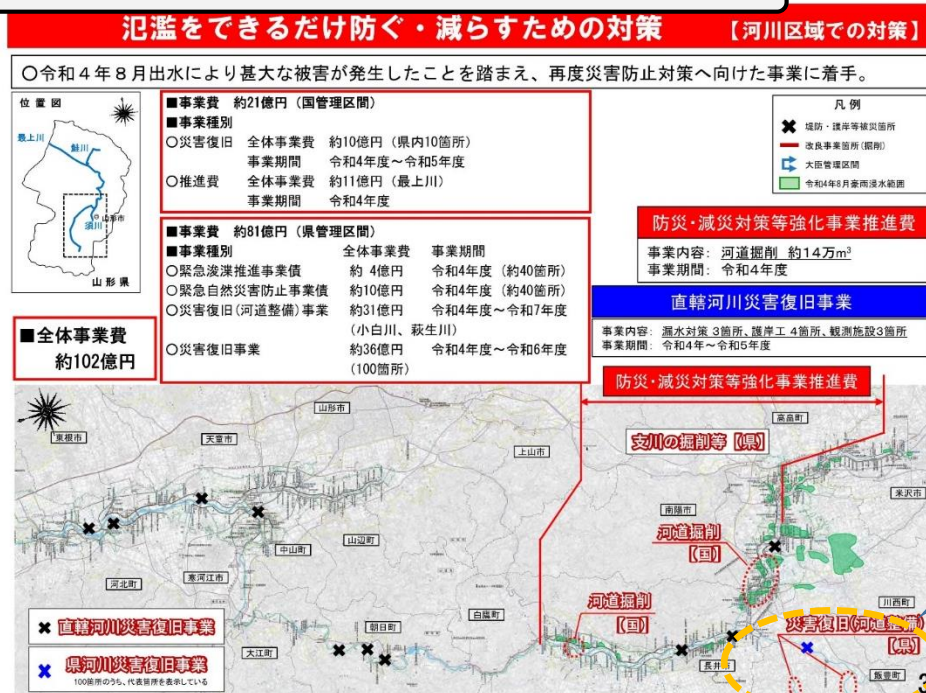 氾濫をできるだけ防ぐ・減らすための対策 【河川区域での対策】
〇令和4年8月出水により甚大な被害が発生したことを踏まえ、再度災害防止対策へ向けた事業に着手。
位置図
最上川
鮭川
須川
山形市
山形県
■事業費 約21億円（国管理区間）
■事業種別
〇災害復旧 全体事業費 約10億円（県内10箇所）
事業期間 令和4年度～令和5年度
〇推進費 全体事業費 約11億円（最上川）
事業期間 令和4年度
■事業費 約81億円（県管理区間）
■事業種別 全体事業費 事業期間
〇緊急浚渫推進事業債 約 4億円 令和4年度（約40箇所）
〇緊急自然災害防止事業債 約10億円 令和4年度（約40箇所）
〇災害復旧(河道整備)事業 約31億円 令和4年度～令和7年度
（小白川、萩生川）
〇災害復旧事業 約36億円 令和4年度～令和6年度
（100箇所）
■全体事業費
約102億円
凡例
堤防・護岸等被災箇所
改良事業箇所（掘削）
大臣管理区間
令和4年8月豪雨浸水範囲
防災・減災対策等強化事業推進費
事業内容: 河道掘削 約14万m³
事業期間: 令和4年度
直轄河川災害復旧事業
事業内容: 漏水対策 3箇所、護岸工 4箇所、観測施設3箇所
事業期間: 令和4年～令和5年度
防災・減災対策等強化事業推進費
東根市
天童市
山形市
上山市
高畠町
支川の掘削等【県】
米沢市
南陽市
河道掘削
【国】
中山町
山辺町
河北町
寒河江市
白鷹町
河道掘削
【国】
川西町
朝日町
大江町
長井市
災害復旧(河道整備)
【県】
飯豊町
直轄河川災害復旧事業
県河川災害復旧事業
100箇所のうち、代表箇所を表示している
3